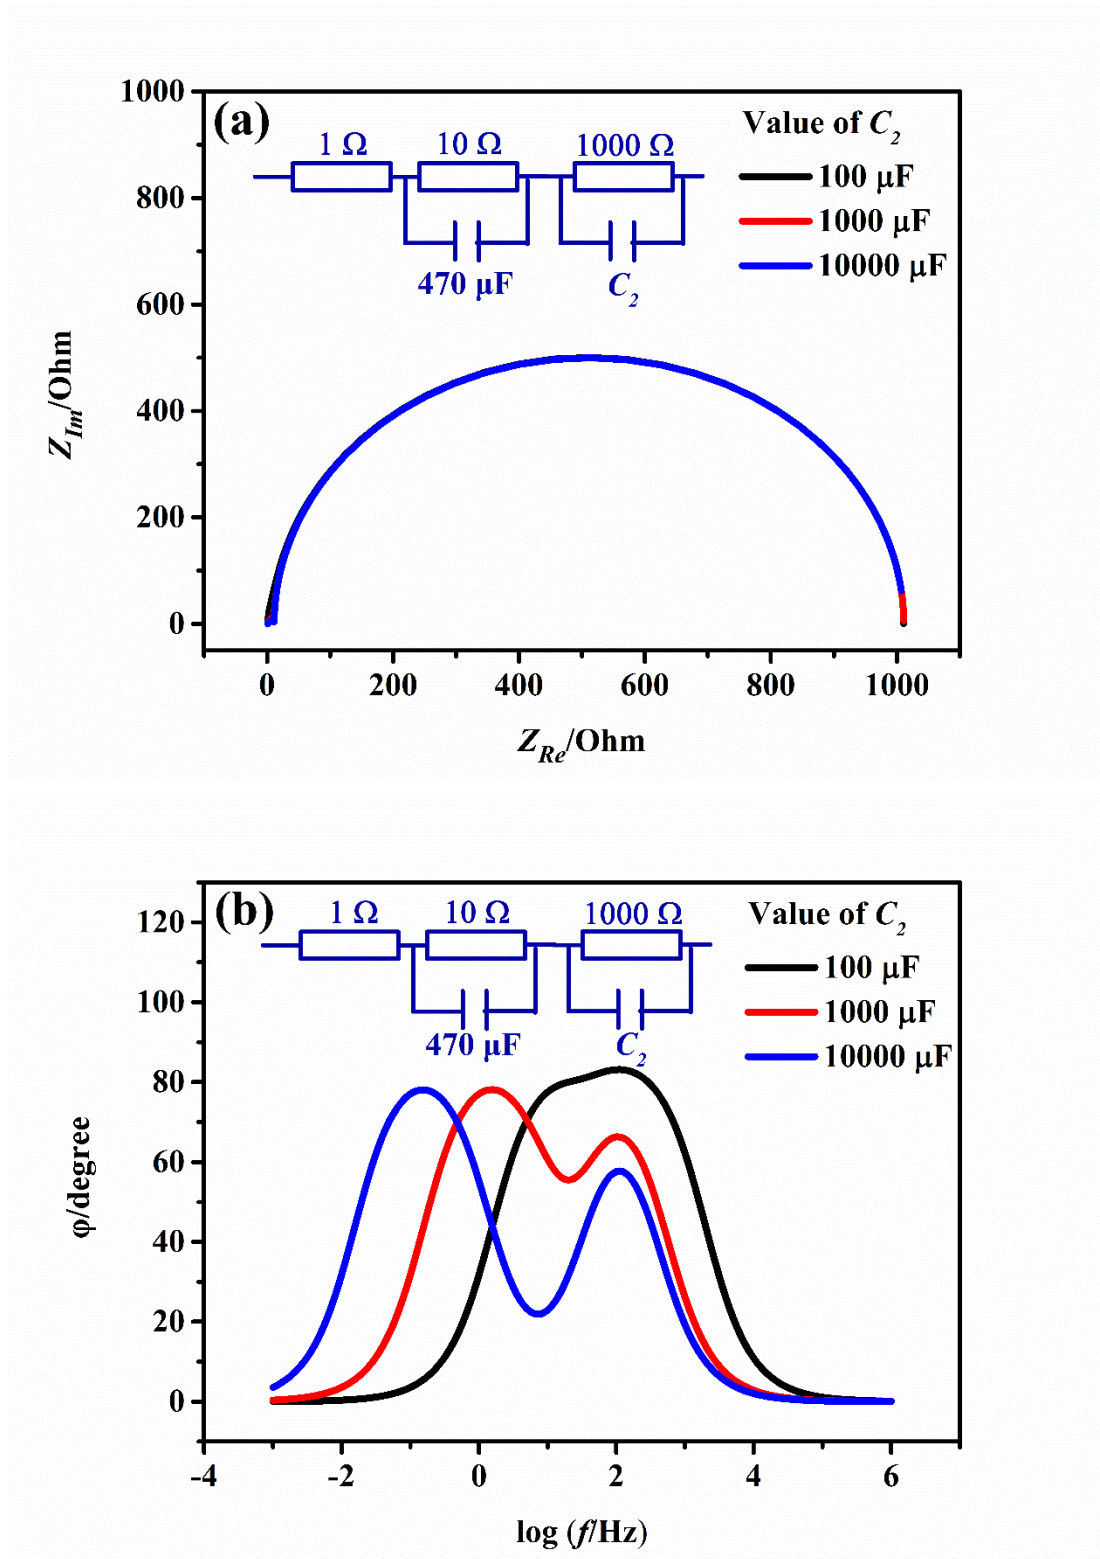 (a)
Value of C2
1 Ω 10 Ω 1000 Ω
100 μF
1000 μF
10000 μF
470 μF C2
1000
800
600
400
200
0
ZIm/Ohm
0 200 400 600 800 1000
ZRe/Ohm
(b)
Value of C2
1 Ω 10 Ω 1000 Ω
100 μF
1000 μF
10000 μF
470 μF C2
120
100
80
60
40
20
0
φ/degree
-4 -2 0 2 4 6
log (f/Hz)